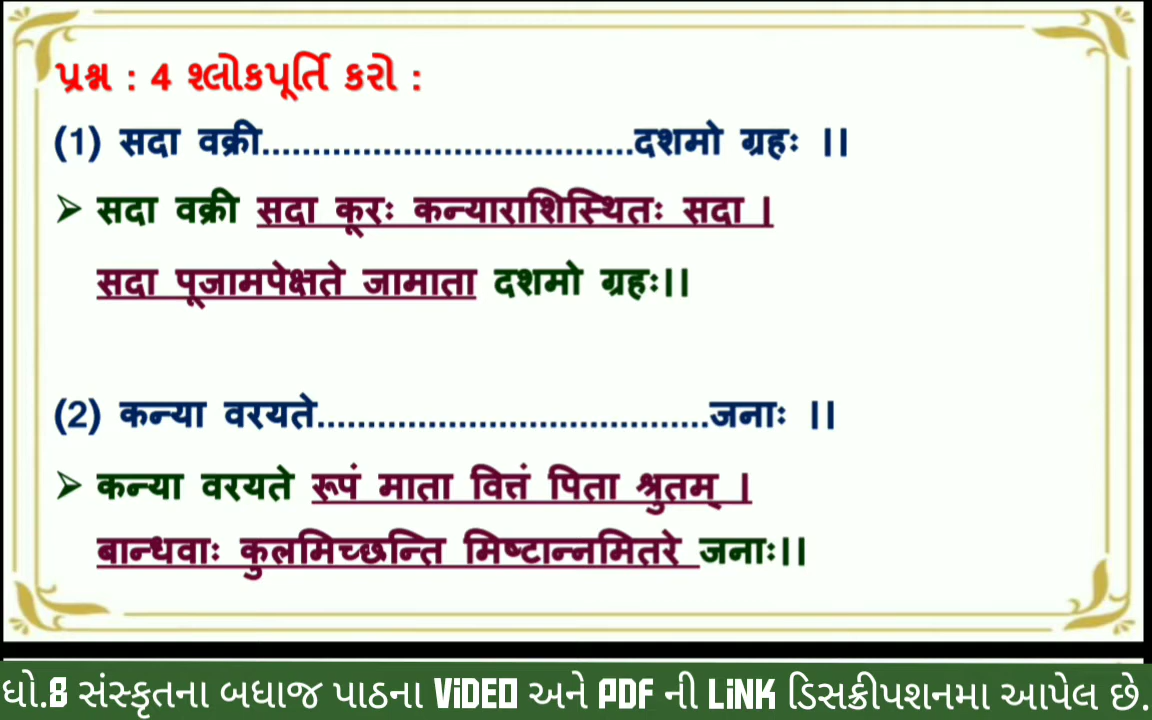 પ્રશ્ન : 4 શ્લોકપૂર્તિ કરો :
(1) सदा वक्री.....................................दशमो ग्रहः ।।
➢ सदा वक्री सदा कूरः कन्याराशिस्थितः सदा ।
सदा पूजामपेक्षते जामाता दशमो ग्रहः।।
(2) कन्या वरयते.......................................जनाः ।।
➢ कन्या वरयते रूपं माता वित्तं पिता श्रुतम् ।
बान्धवाः कुलमिच्छन्ति मिष्टान्नमितरे जनाः।।
ધો.8 સંસ્કૃતના બધાજ પાઠના VIDEO અને PDF ની LINK ડિસક્રીપશનમા આપેલ છે.